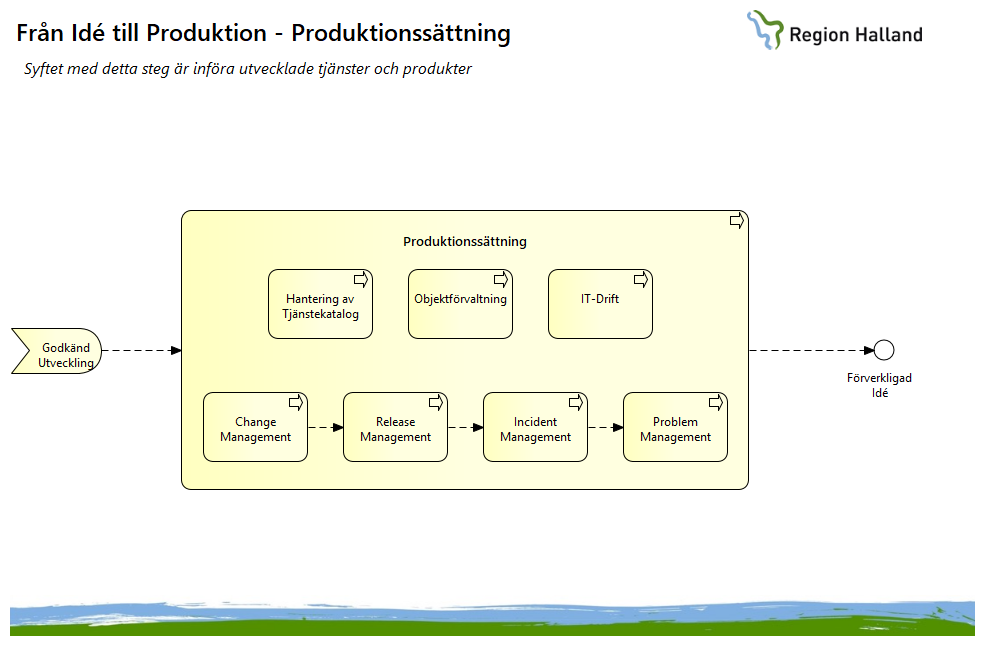 Från Idé till Produktion - Produktionssättning
Region Halland
Syftet med detta steg är införa utvecklade tjänster och produkter
Produktionssättning
Hantering av
Tjänstekatalog
Objektförvaltning
IT-Drift
Godkänd
Utveckling
Förverkligad
Idé
Change
Management
Release
Management
Incident
Management
Problem
Management